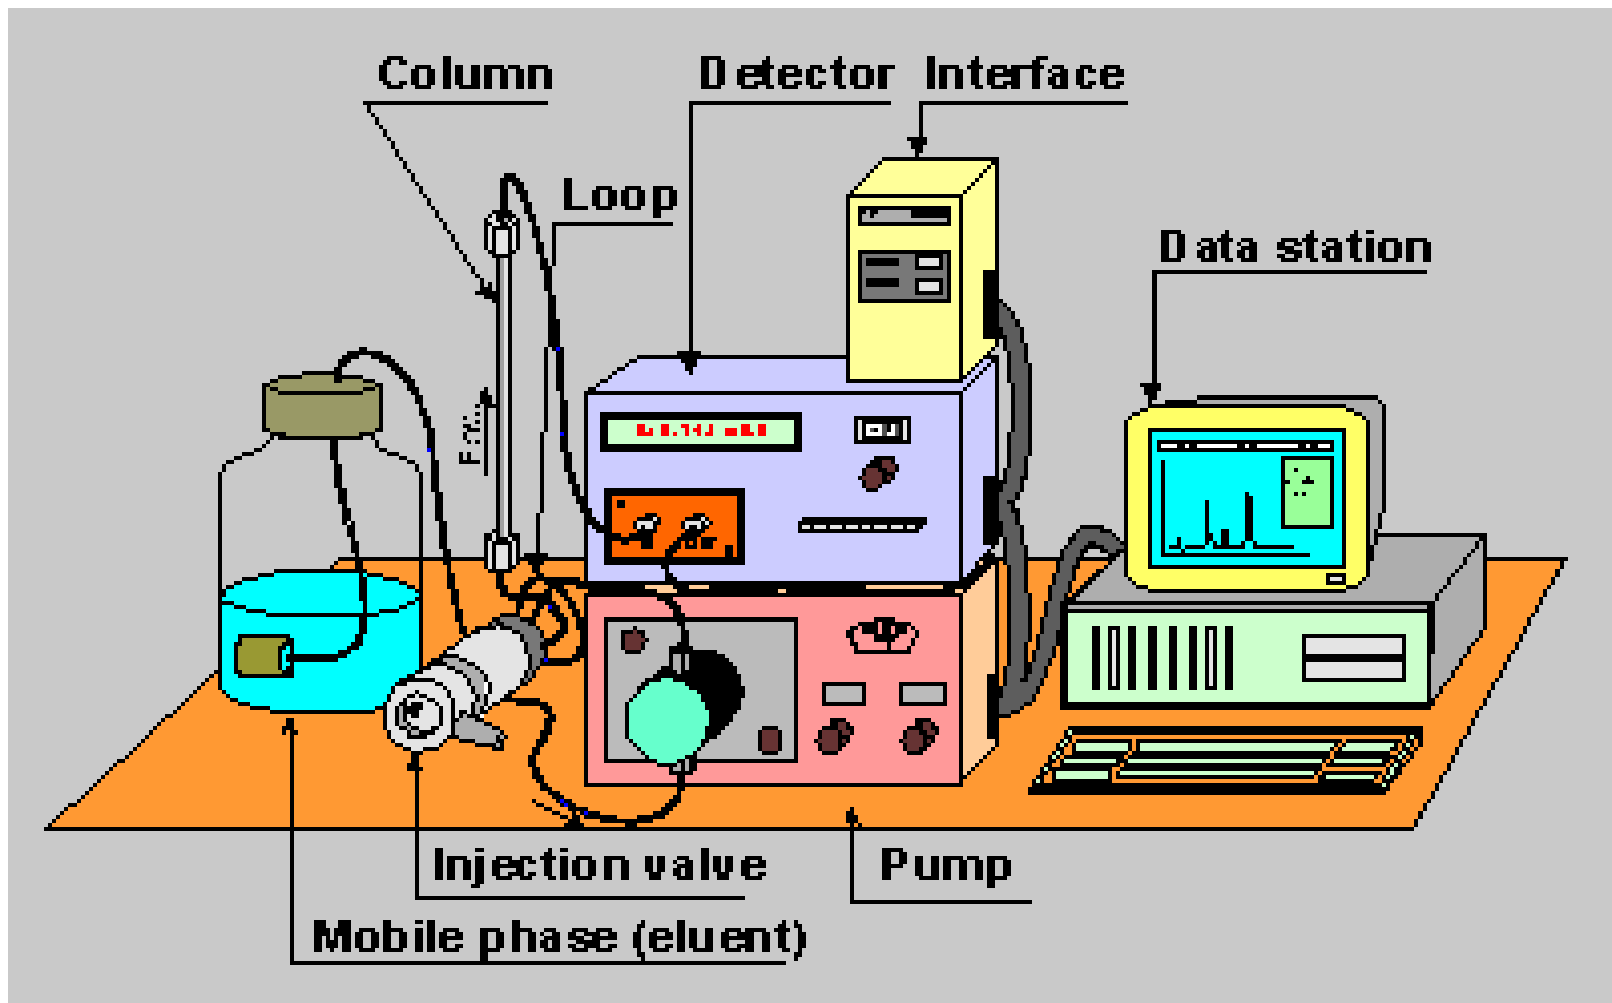 Column
Detector
Interface
Loop
Data station
Injection valve
Pump
Mobile phase (eluent)